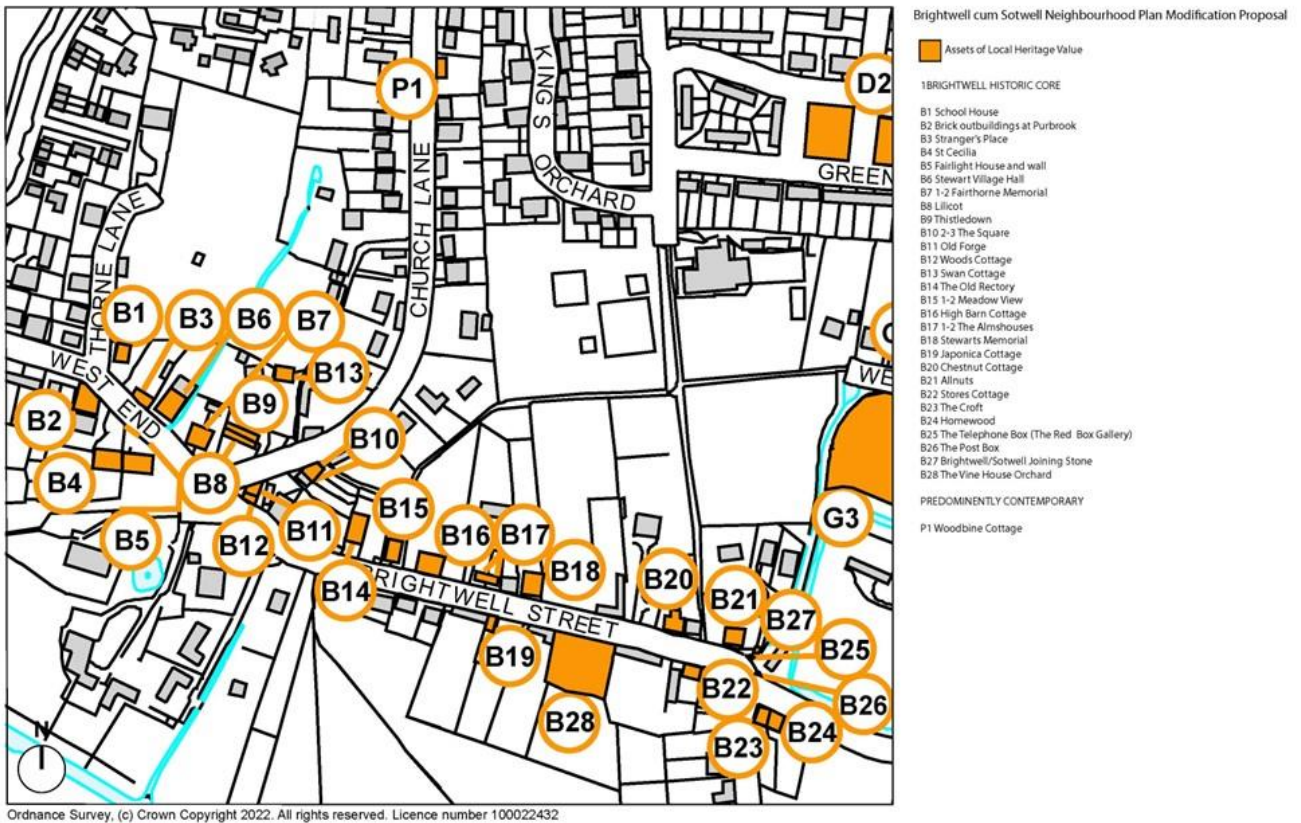 Brightwell cum Sotwell Neighbourhood Plan Modification Proposal
Assets of Local Heritage Value
1BRIGHTWELL HISTORIC CORE
B1 School House
B2 Brick outbuildings at Purbrook
B3 Stranger's Place
B4 St Cecilia
B5 Fairlight House and wall
B6 Stewart Village Hall
B7 1-2 Fairthorne Memorial
B8 Lilicot
B9 Thistledown
B10 2-3 The Square
B11 Old Forge
B12 Woods Cottage
B13 Swan Cottage
B14 The Old Rectory
B15 1-2 Meadow View
B16 High Barn Cottage
B17 1-2 The Almshouses
B18 Stewarts Memorial
B19 Japonica Cottage
B20 Chestnut Cottage
B21 Allnuts
B22 Stores Cottage
B23 The Croft
B24 Homewood
B25 The Telephone Box (The Red Box Gallery)
B26 The Post Box
B27 Brightwell/Sotwell Joining Stone
B28 The Vine House Orchard
PREDOMINENTLY CONTEMPORARY
P1 Woodbine Cottage
P1
D2
KINGS ORCHARD
CHURCH LANE
GREEN
THORNE LANE
B1
B3
B6
B7
B13
WEST END
B9
B2
B10
B4
B8
B15
B5
B12
B11
B16
B17
B18
G3
WE
B14
BRIGHTWELL STREET
B20
B21
B27
B25
B19
B22
B26
B28
B23
B24
N
Ordnance Survey, (c) Crown Copyright 2022. All rights reserved. Licence number 100022432